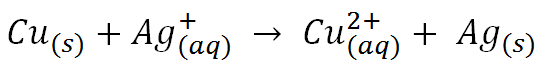 Cu(s) + Ag⁺(aq) → Cu²⁺(aq) + Ag(s)